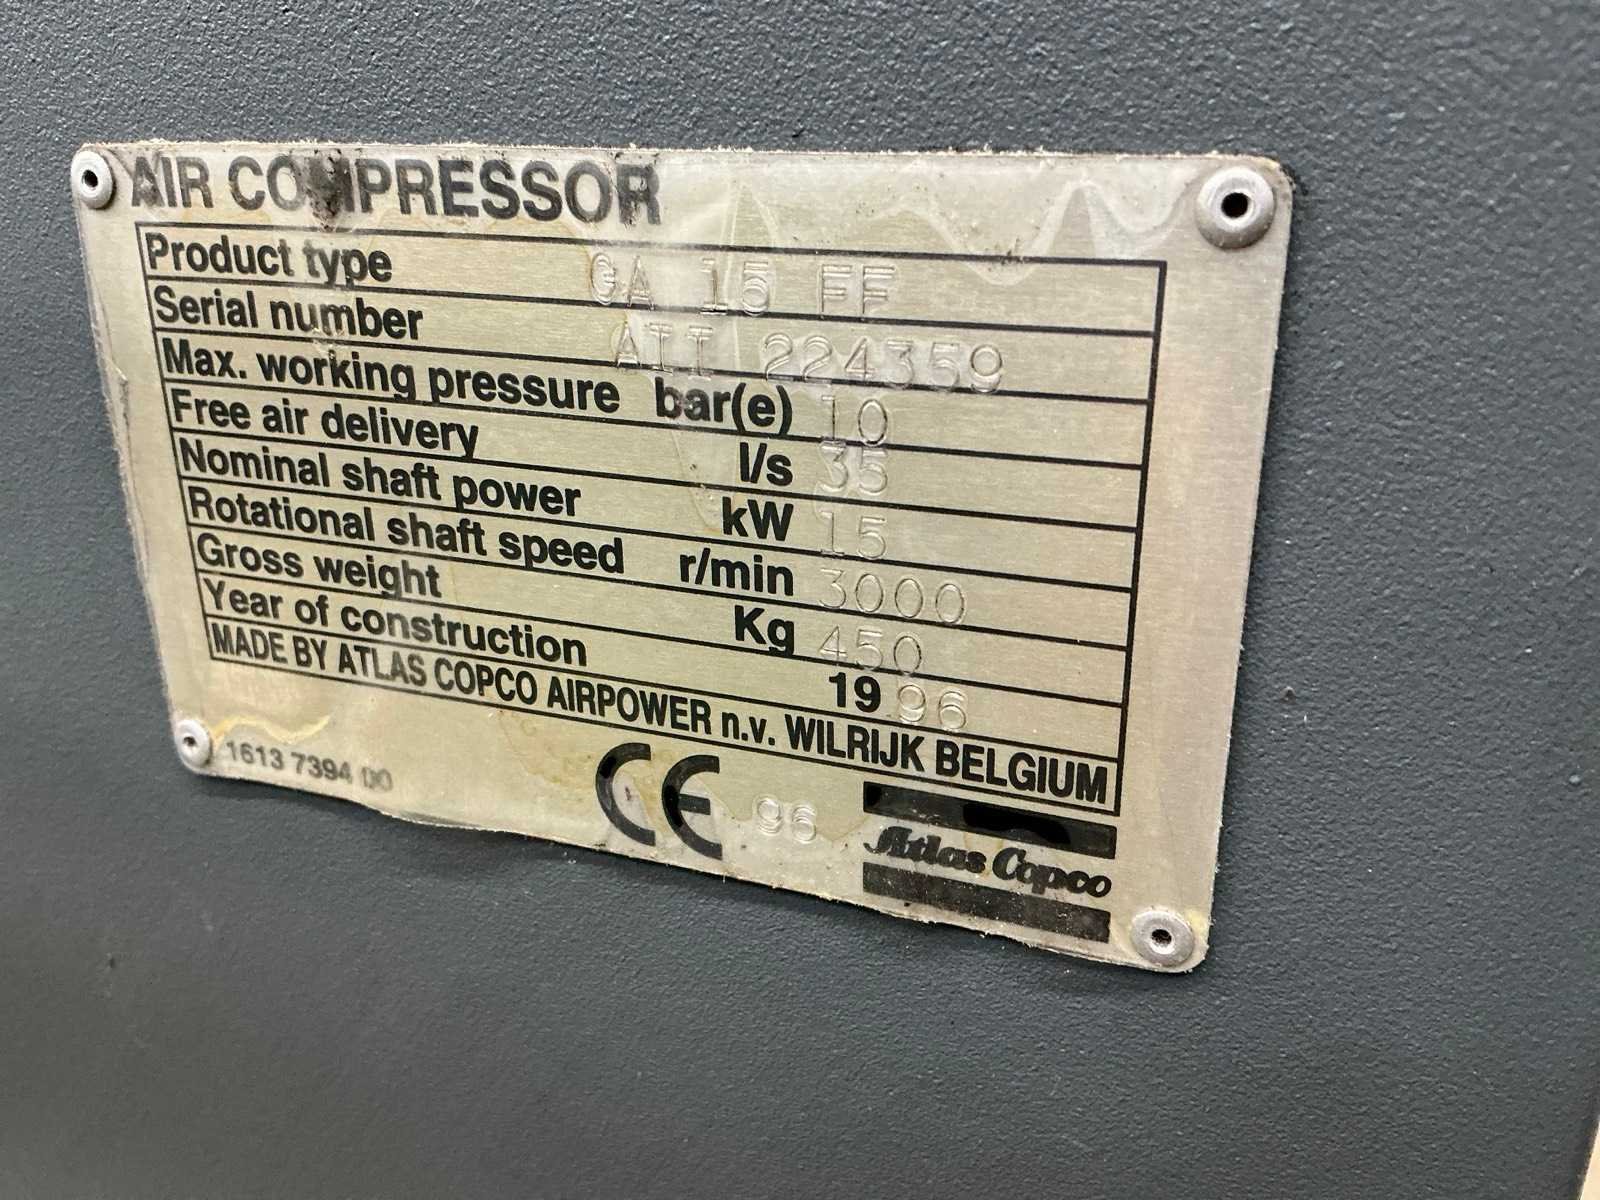 AIR COMPRESSOR
Product type GA 15 FF
Serial number AII 224359
Max. working pressure bar(e) 10
Free air delivery l/s 35
Nominal shaft power kW 15
Rotational shaft speed r/min 3000
Gross weight Kg 450
Year of construction 1996
MADE BY ATLAS COPCO AIRPOWER n.v. WILRIJK BELGIUM
1613 7394 00
CE 96
Atlas Copco